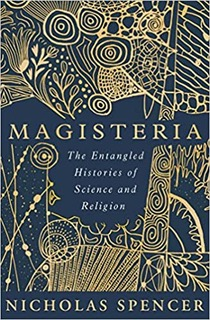 MAGISTERIA
The Entangled
Histories of
Science and
Religion
NICHOLAS SPENCER